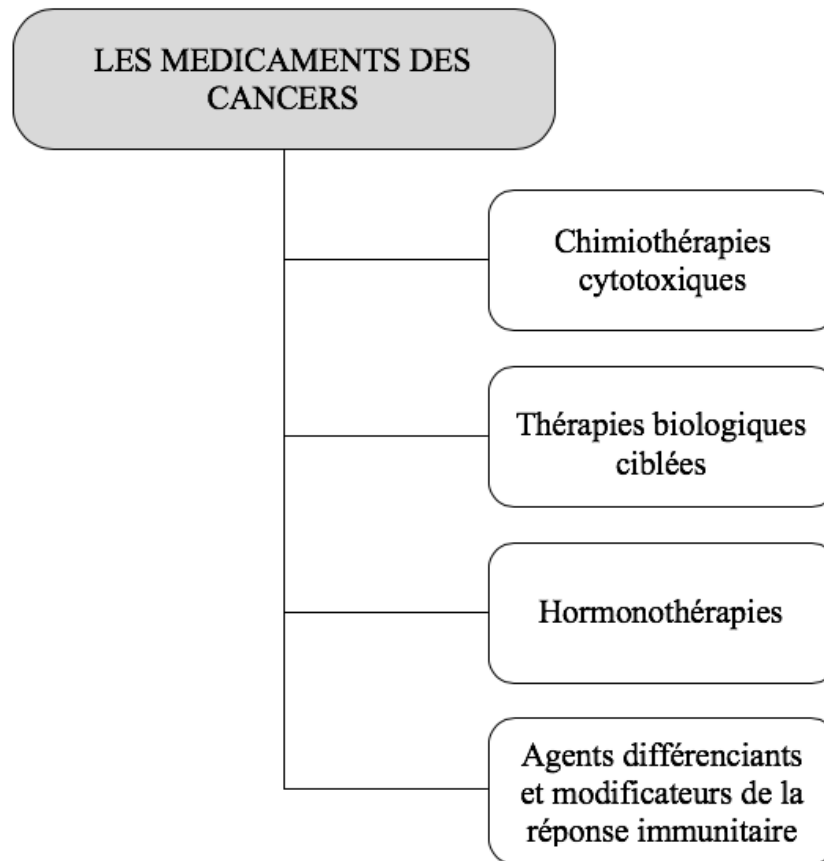 LES MEDICAMENTS DES
CANCERS
Chimiothérapies
cytotoxiques
Thérapies biologiques
ciblées
Hormonothérapies
Agents différenciants
et modificateurs de la
réponse immunitaire